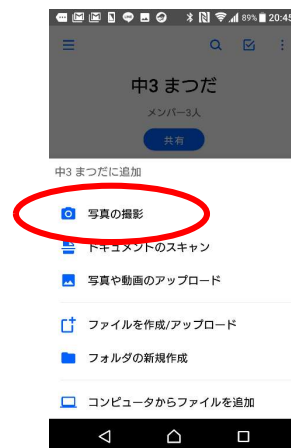 89% 20:45
中3 まつだ
メンバー3人
共有
中3 まつだに追加
写真の撮影
ドキュメントのスキャン
写真や動画のアップロード
ファイルを作成/アップロード
フォルダの新規作成
コンピュータからファイルを追加